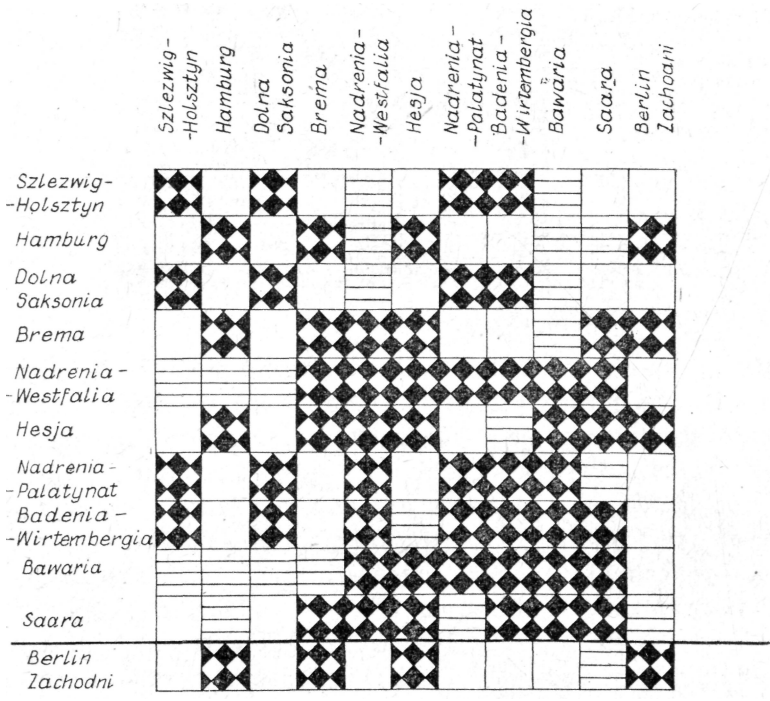 Szlezwig-
-Holsztyn
Hamburg
Dolna
Saksonia
Brema
Nadrenia-
-Westfalia
Hesja
Nadrenia-
-Palatynat
Badenia-
-Wirtembergia
Bawaria
Saara
Berlin
Zachodni
Szlezwig-
-Holsztyn
Hamburg
Dolna
Saksonia
Brema
Nadrenia-
-Westfalia
Hesja
Nadrenia-
-Palatynat
Badenia-
-Wirtembergia
Bawaria
Saara
Berlin
Zachodni